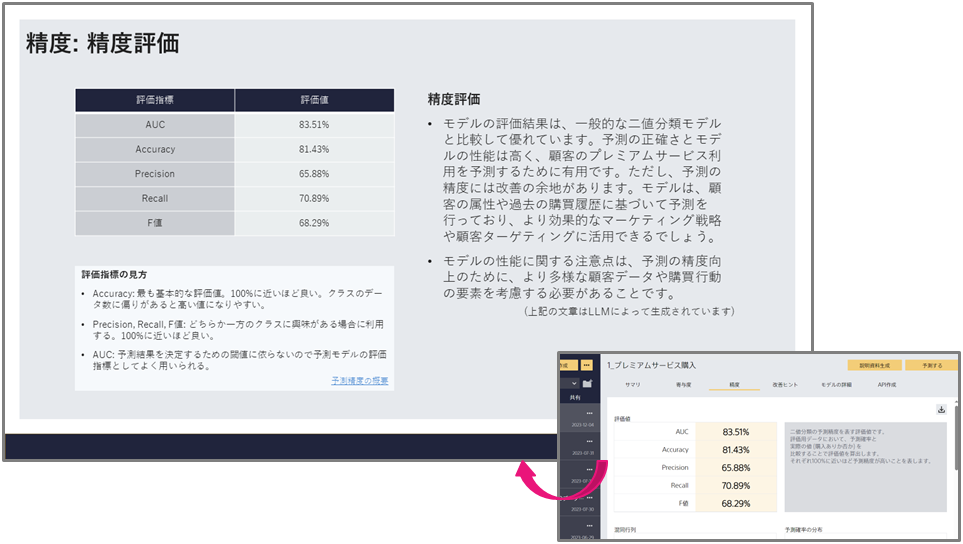 精度: 精度評価
評価指標 評価値
AUC 83.51%
Accuracy 81.43%
Precision 65.88%
Recall 70.89%
F値 68.29%
評価指標の見方
• Accuracy: 最も基本的な評価値。100%に近いほど良い。クラスのデー
タ数に偏りがあると高い値になりやすい。
• Precision, Recall, F値: どちらか一方のクラスに興味がある場合に利用
する。100%に近いほど良い。
• AUC: 予測結果を決定するための閾値に依らないので予測モデルの評価
指標としてよく用いられる。
予測精度の概要
精度評価
• モデルの評価結果は、一般的な二値分類モデル
と比較して優れています。予測の正確さとモデ
ルの性能は高く、顧客のプレミアムサービス利
用を予測するために有用です。ただし、予測の
精度には改善の余地があります。モデルは、顧
客の属性や過去の購買履歴に基づいて予測を
行っており、より効果的なマーケティング戦略
や顧客ターゲティングに活用できるでしょう。
• モデルの性能に関する注意点は、予測の精度向
上のために、より多様な顧客データや購買行動
の要素を考慮する必要があることです。
(上記の文章はLLMによって生成されています)
作成
1_プレミアムサービス購入
説明資料生成 予測する
サマリ 寄与度 精度 改善ヒント モデルの詳細 API作成
共有
2023-12-04
2023-07-31
2023-07-30
評価値
AUC 83.51%
Accuracy 81.43%
Precision 65.88%
Recall 70.89%
F値 68.29%
二値分類の予測精度を表す評価値です。
評価用データにおいて、予測確率と
実際の値 (購入ありか否か) を
比較することで評価値を算出します。
それぞれ100%に近いほど予測精度が高いことを表します。
混同行列 予測確率の分布